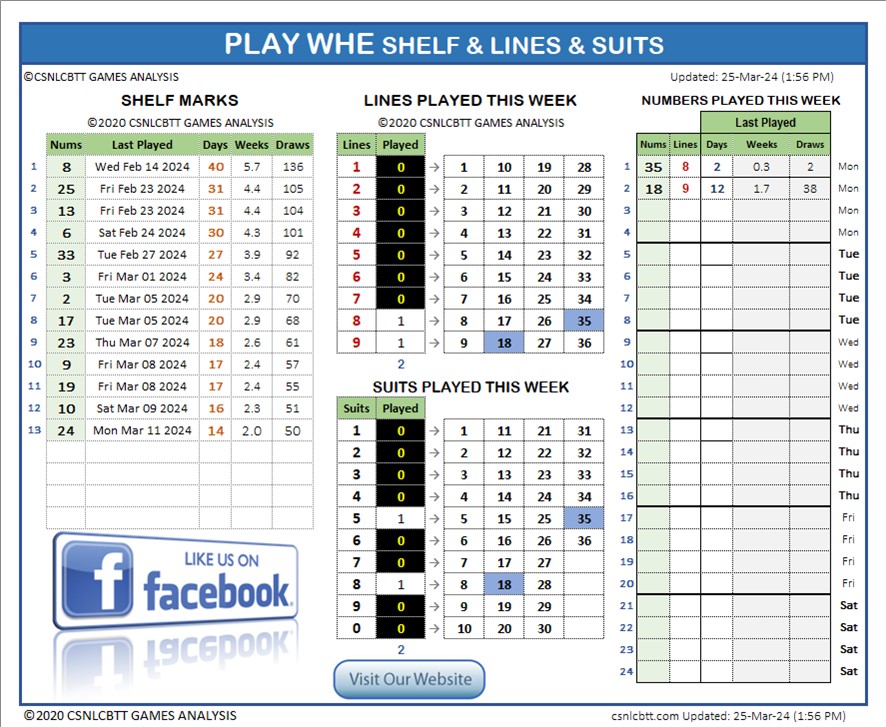 PLAY WHE SHELF & LINES & SUITS
©CSNLCBTT GAMES ANALYSIS
Updated: 25-Mar-24 (1:56 PM)
SHELF MARKS
©2020 CSNLCBTT GAMES ANALYSIS
Nums Last Played Days Weeks Draws
1 8 Wed Feb 14 2024 40 5.7 136
2 25 Fri Feb 23 2024 31 4.4 105
3 13 Fri Feb 23 2024 31 4.4 104
4 6 Sat Feb 24 2024 30 4.3 101
5 33 Tue Feb 27 2024 27 3.9 92
6 3 Fri Mar 01 2024 24 3.4 82
7 2 Tue Mar 05 2024 20 2.9 70
8 17 Tue Mar 05 2024 20 2.9 68
9 23 Thu Mar 07 2024 18 2.6 61
10 9 Fri Mar 08 2024 17 2.4 57
11 19 Fri Mar 08 2024 17 2.4 55
12 10 Sat Mar 09 2024 16 2.3 51
13 24 Mon Mar 11 2024 14 2.0 50
LIKE US ON
facebook.
LINES PLAYED THIS WEEK
©2020 CSNLCBTT GAMES ANALYSIS
Lines Played
1 0 → 1 10 19 28
2 0 → 2 11 20 29
3 0 → 3 12 21 30
4 0 → 4 13 22 31
5 0 → 5 14 23 32
6 0 → 6 15 24 33
7 0 → 7 16 25 34
8 1 → 8 17 26 35
9 1 → 9 18 27 36
2
SUITS PLAYED THIS WEEK
Suits Played
1 0 → 1 11 21 31
2 0 → 2 12 22 32
3 0 → 3 13 23 33
4 0 → 4 14 24 34
5 1 → 5 15 25 35
6 0 → 6 16 26 36
7 0 → 7 17 27
8 1 → 8 18 28
9 0 → 9 19 29
0 0 → 10 20 30
2
Visit Our Website
NUMBERS PLAYED THIS WEEK
Last Played
Nums Lines Days Weeks Draws
1 35 8 2 0.3 2 Mon
2 18 9 12 1.7 38 Mon
3 Mon
4 Mon
5 Tue
6 Tue
7 Tue
8 Tue
9 Wed
10 Wed
11 Wed
12 Wed
13 Thu
14 Thu
15 Thu
16 Thu
17 Fri
18 Fri
19 Fri
20 Fri
21 Sat
22 Sat
23 Sat
24 Sat
©2020 CSNLCBTT GAMES ANALYSIS
csnlcbtt.com Updated: 25-Mar-24 (1:56 PM)